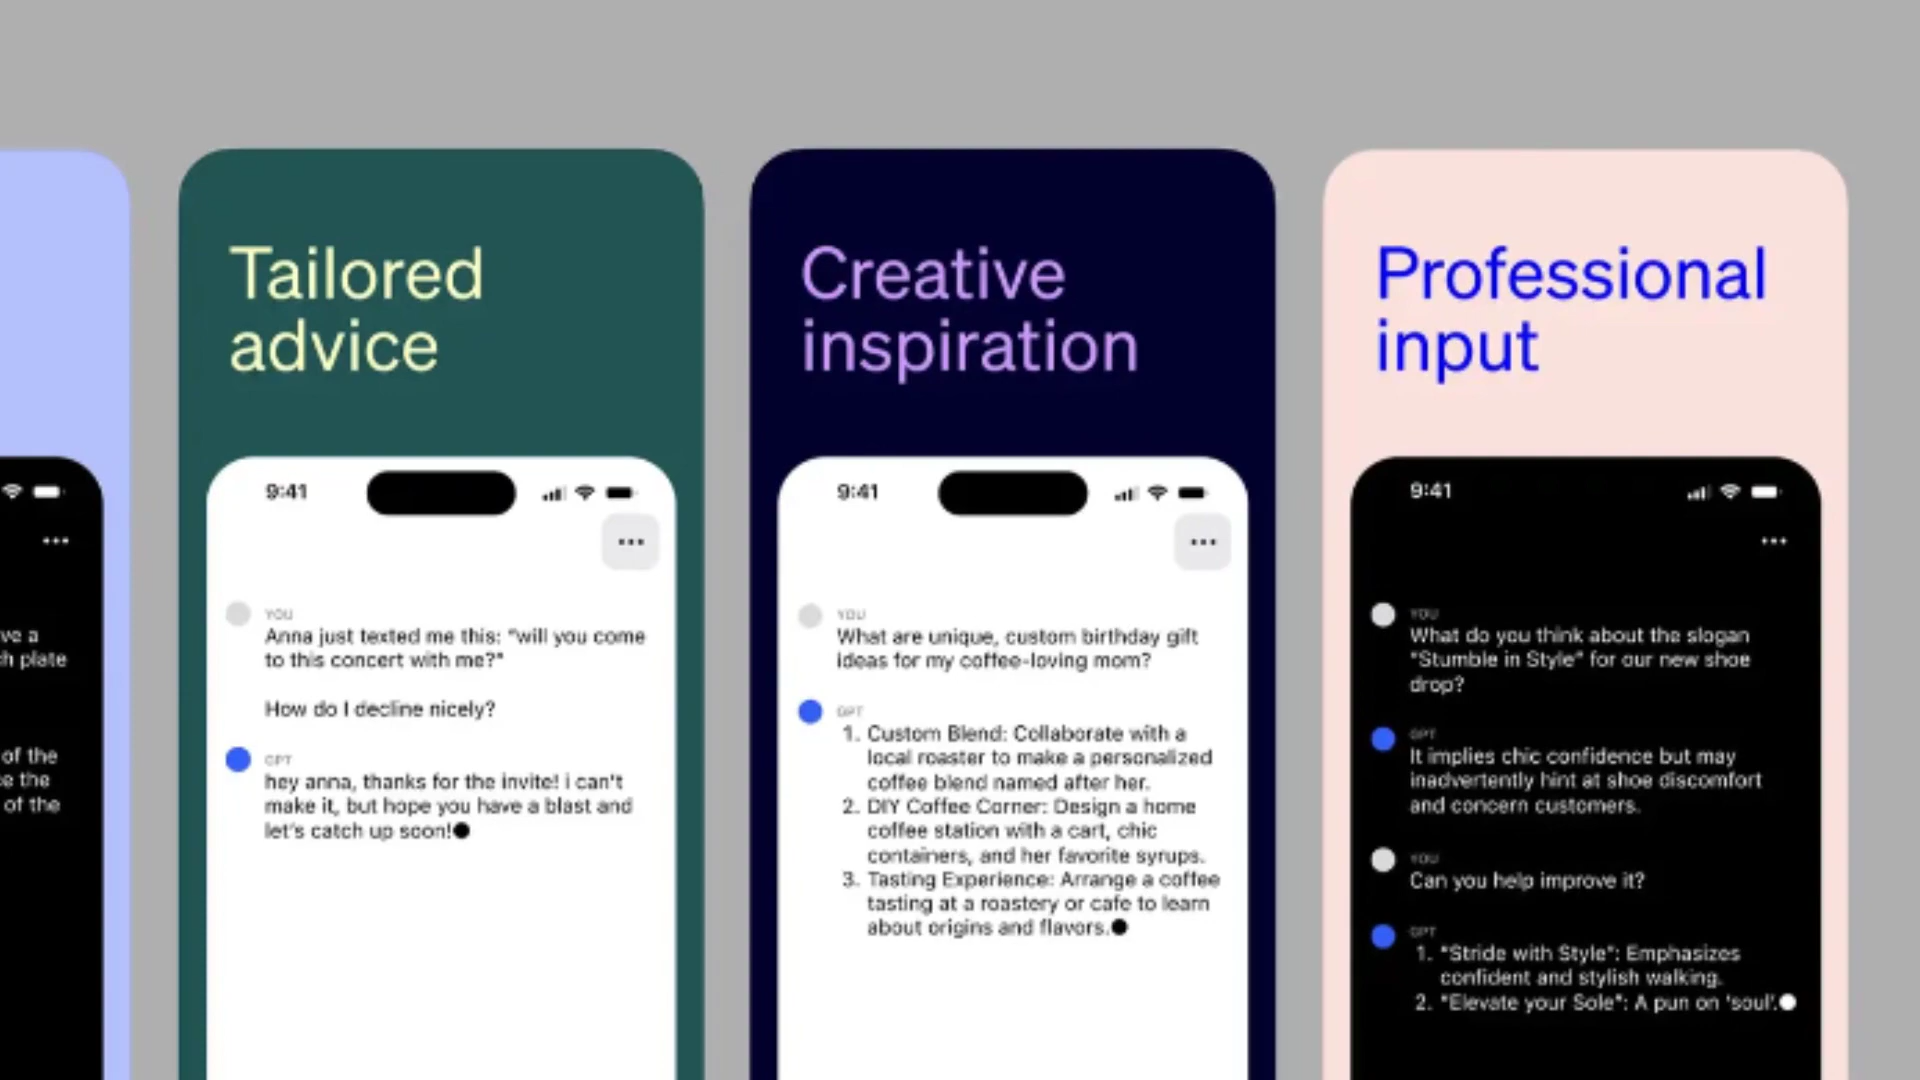 ve a
h plate
of the
e the
of the
Tailored
advice
9:41
YOU
Anna just texted me this: "will you come
to this concert with me?"
How do I decline nicely?
GPT
hey anna, thanks for the invite! i can't
make it, but hope you have a blast and
let's catch up soon!
Creative
inspiration
9:41
YOU
What are unique, custom birthday gift
ideas for my coffee-loving mom?
GPT
1. Custom Blend: Collaborate with a
local roaster to make a personalized
coffee blend named after her.
2. DIY Coffee Corner: Design a home
coffee station with a cart, chic
containers, and her favorite syrups.
3. Tasting Experience: Arrange a coffee
tasting at a roastery or cafe to learn
about origins and flavors.
Professional
input
9:41
YOU
What do you think about the slogan
"Stumble in Style" for our new shoe
drop?
GPT
It implies chic confidence but may
inadvertently hint at shoe discomfort
and concern customers.
YOU
Can you help improve it?
GPT
1. "Stride with Style": Emphasizes
confident and stylish walking.
2. "Elevate your Sole": A pun on 'soul'.